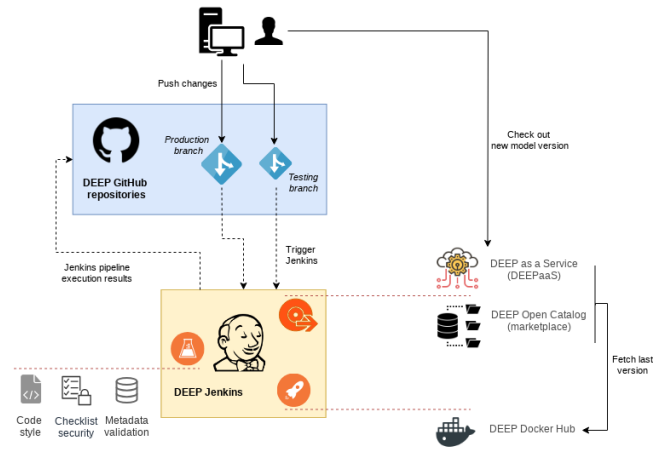 Push changes
Production
branch
Testing
branch
DEEP GitHub
repositories
Check out
new model version
Trigger
Jenkins
Jenkins pipeline
execution results
DEEP as a Service
(DEEPaaS)
DEEP Open Catalog
(marketplace)
Fetch last
version
DEEP Jenkins
Code
style
Checklist
security
Metadata
validation
DEEP Docker Hub